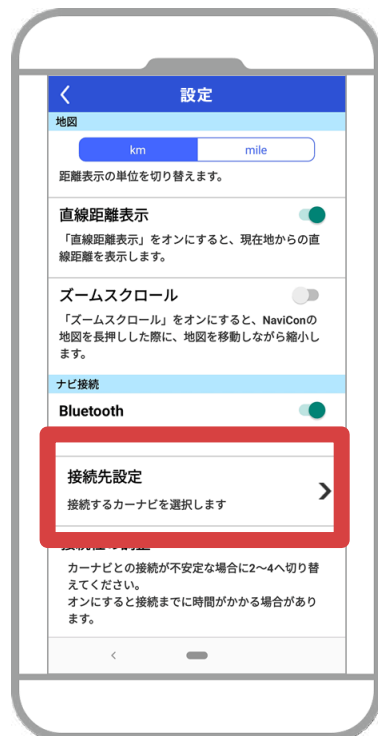 設定
地図
km mile
距離表示の単位を切り替えます。
直線距離表示
「直線距離表示」をオンにすると、現在地からの直
線距離を表示します。
ズームスクロール
「ズームスクロール」をオンにすると、NaviConの
地図を長押しした際に、地図を移動しながら縮小し
ます。
ナビ接続
Bluetooth
接続先設定
接続するカーナビを選択します
カーナビとの接続が不安定な場合に2〜4へ切り替
えてください。
オンにすると接続までに時間がかかる場合があり
ます。